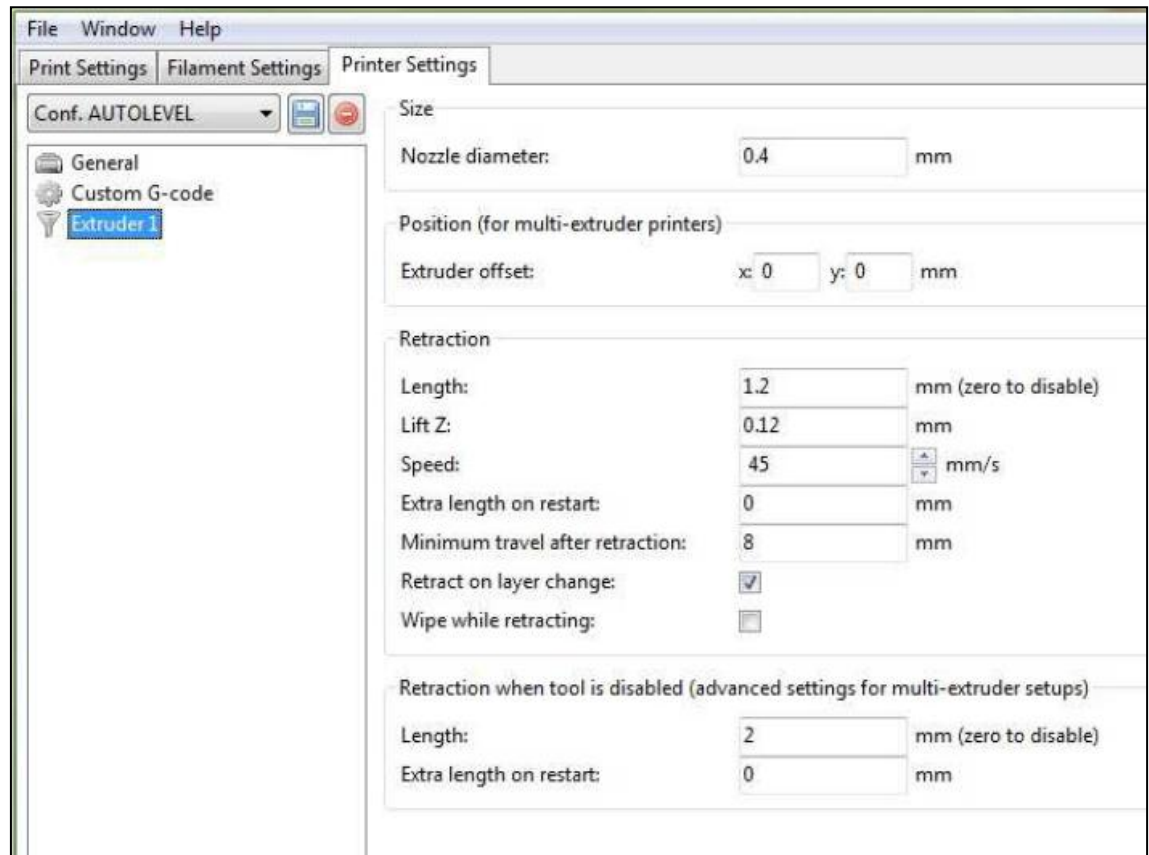 File Window Help
Print Settings Filament Settings Printer Settings
Conf. AUTOLEVEL
General
Custom G-code
Extruder 1
Size
Nozzle diameter: 0.4 mm
Position (for multi-extruder printers)
Extruder offset: x: 0 y: 0 mm
Retraction
Length: 1.2 mm (zero to disable)
Lift Z: 0.12 mm
Speed: 45 mm/s
Extra length on restart: 0 mm
Minimum travel after retraction: 8 mm
Retract on layer change:
Wipe while retracting:
Retraction when tool is disabled (advanced settings for multi-extruder setups)
Length: 2 mm (zero to disable)
Extra length on restart: 0 mm